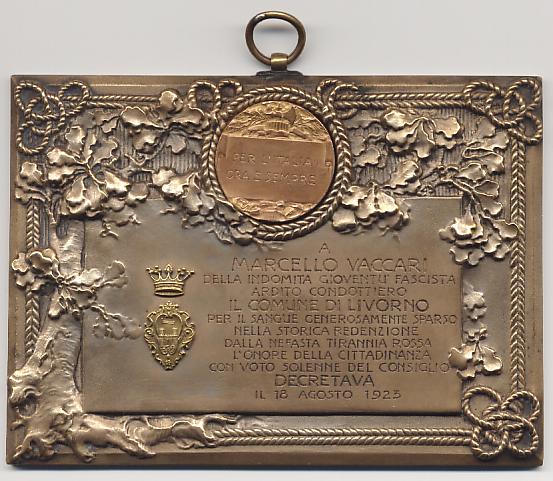 PER L'ITALIA
ORA E SEMPRE
A
MARCELLO VACCARI
DELLA INDOMITA GIOVENTU' FASCISTA
ARDITO CONDOTTIERO
IL COMUNE DI LIVORNO
PER IL SANGUE GENEROSAMENTE SPARSO
NELLA STORICA REDENZIONE
DALLA NEFASTA TIRANNIA ROSSA
L'ONORE DELLA CITTADINANZA
CON VOTO SOLENNE DEL CONSIGLIO
DECRETAVA
IL 18 AGOSTO 1923